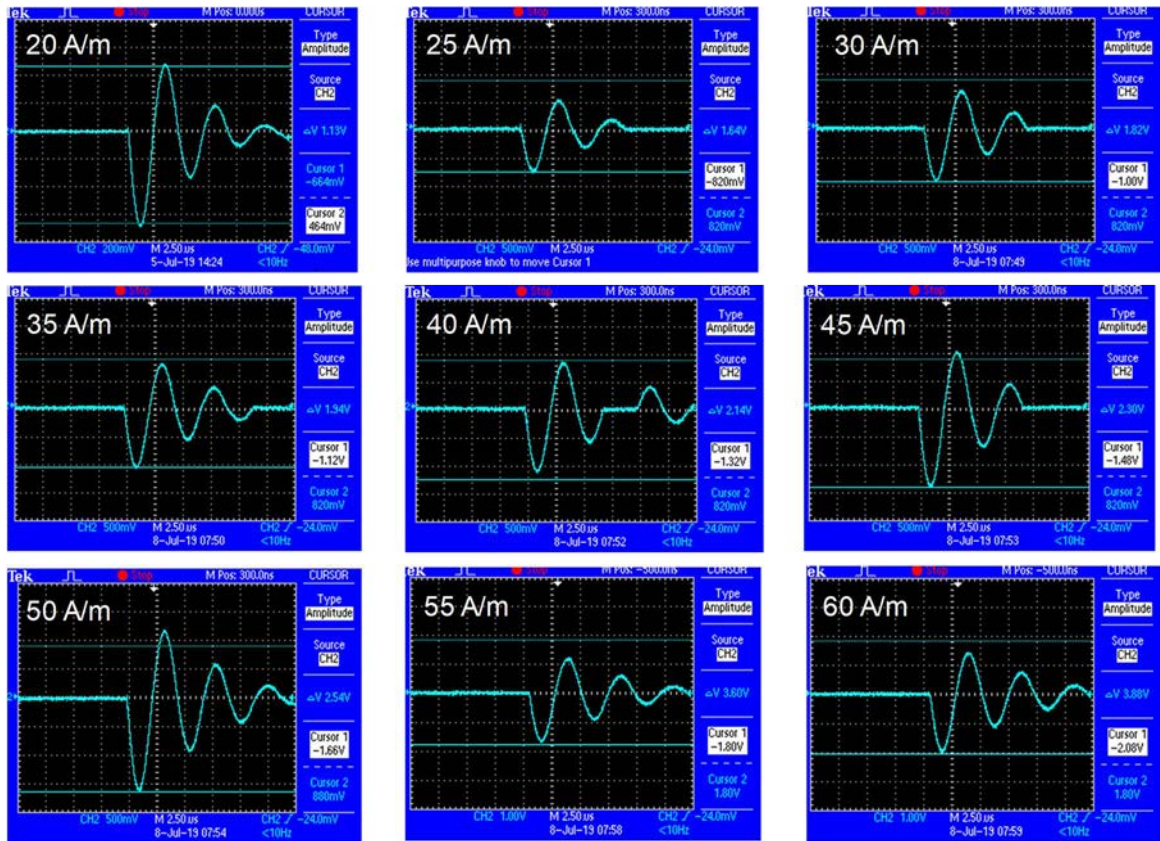 Tek Stop M Pos: 0.000s CURSOR
20 A/m
Type
Amplitude
Source
CH2
△V 1.13V
Cursor 1
-664mV
Cursor 2
464mV
CH2 200mV M 2.50us CH2 -48.0mV
5-Jul-19 14:24 <10Hz
Tek Stop M Pos: 300.0ns CURSOR
25 A/m
Type
Amplitude
Source
CH2
△V 1.64V
Cursor 1
-820mV
Cursor 2
820mV
CH2 500mV M 2.50us CH2 -24.0mV
Use multipurpose knob to move Cursor 1
Tek Stop M Pos: 300.0ns CURSOR
30 A/m
Type
Amplitude
Source
CH2
△V 1.82V
Cursor 1
-1.00V
Cursor 2
820mV
CH2 500mV M 2.50us CH2 -24.0mV
8-Jul-19 07:49 <10Hz
Tek Stop M Pos: 300.0ns CURSOR
35 A/m
Type
Amplitude
Source
CH2
△V 1.94V
Cursor 1
-1.12V
Cursor 2
820mV
CH2 500mV M 2.50us CH2 -24.0mV
8-Jul-19 07:50 <10Hz
Tek Stop M Pos: 300.0ns CURSOR
40 A/m
Type
Amplitude
Source
CH2
△V 2.14V
Cursor 1
-1.32V
Cursor 2
820mV
CH2 500mV M 2.50us CH2 -24.0mV
8-Jul-19 07:52 <10Hz
Tek Stop M Pos: 300.0ns CURSOR
45 A/m
Type
Amplitude
Source
CH2
△V 2.30V
Cursor 1
-1.48V
Cursor 2
820mV
CH2 500mV M 2.50us CH2 -24.0mV
8-Jul-19 07:53 <10Hz
Tek Stop M Pos: 300.0ns CURSOR
50 A/m
Type
Amplitude
Source
CH2
△V 2.54V
Cursor 1
-1.66V
Cursor 2
880mV
CH2 500mV M 2.50us CH2 -24.0mV
8-Jul-19 07:54 <10Hz
Tek Stop M Pos: -500.0ns CURSOR
55 A/m
Type
Amplitude
Source
CH2
△V 3.60V
Cursor 1
-1.80V
Cursor 2
1.80V
CH2 1.00V M 2.50us CH2 -24.0mV
8-Jul-19 07:58 <10Hz
Tek Stop M Pos: -500.0ns CURSOR
60 A/m
Type
Amplitude
Source
CH2
△V 3.88V
Cursor 1
-2.08V
Cursor 2
1.80V
CH2 1.00V M 2.50us CH2 -24.0mV
8-Jul-19 07:59 <10Hz